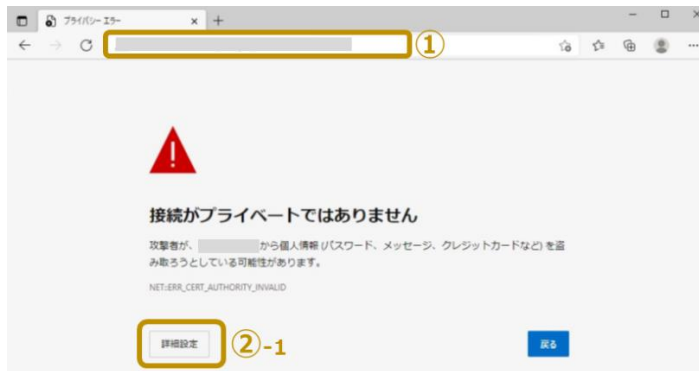 プライバシー エラー
①
接続がプライベートではありません
攻撃者が、 から個人情報 (パスワード、メッセージ、クレジットカードなど) を盗
み取ろうとしている可能性があります。
NET::ERR_CERT_AUTHORITY_INVALID
詳細設定
②-1
戻る